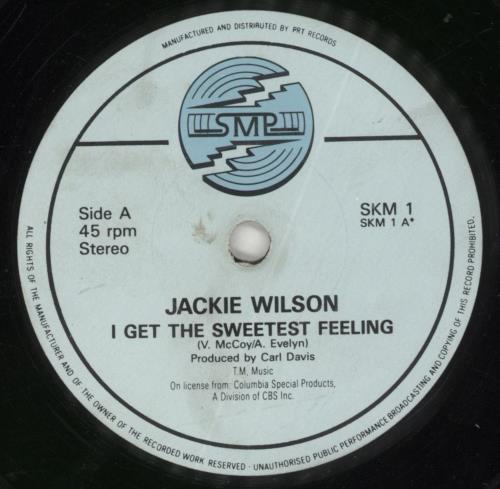 MANUFACTURED AND DISTRIBUTED BY PRT RECORDS
SMP
Side A
45 rpm
Stereo
SKM 1
SKM 1 A*
JACKIE WILSON
I GET THE SWEETEST FEELING
(V. McCoy/A. Evelyn)
Produced by Carl Davis
T.M. Music
On license from: Columbia Special Products,
A Division of CBS Inc.
ALL RIGHTS OF THE MANUFACTURER AND OF THE OWNER OF THE RECORDED WORK RESERVED · UNAUTHORISED PUBLIC PERFORMANCE BROADCASTING AND COPYING OF THIS RECORD PROHIBITED.